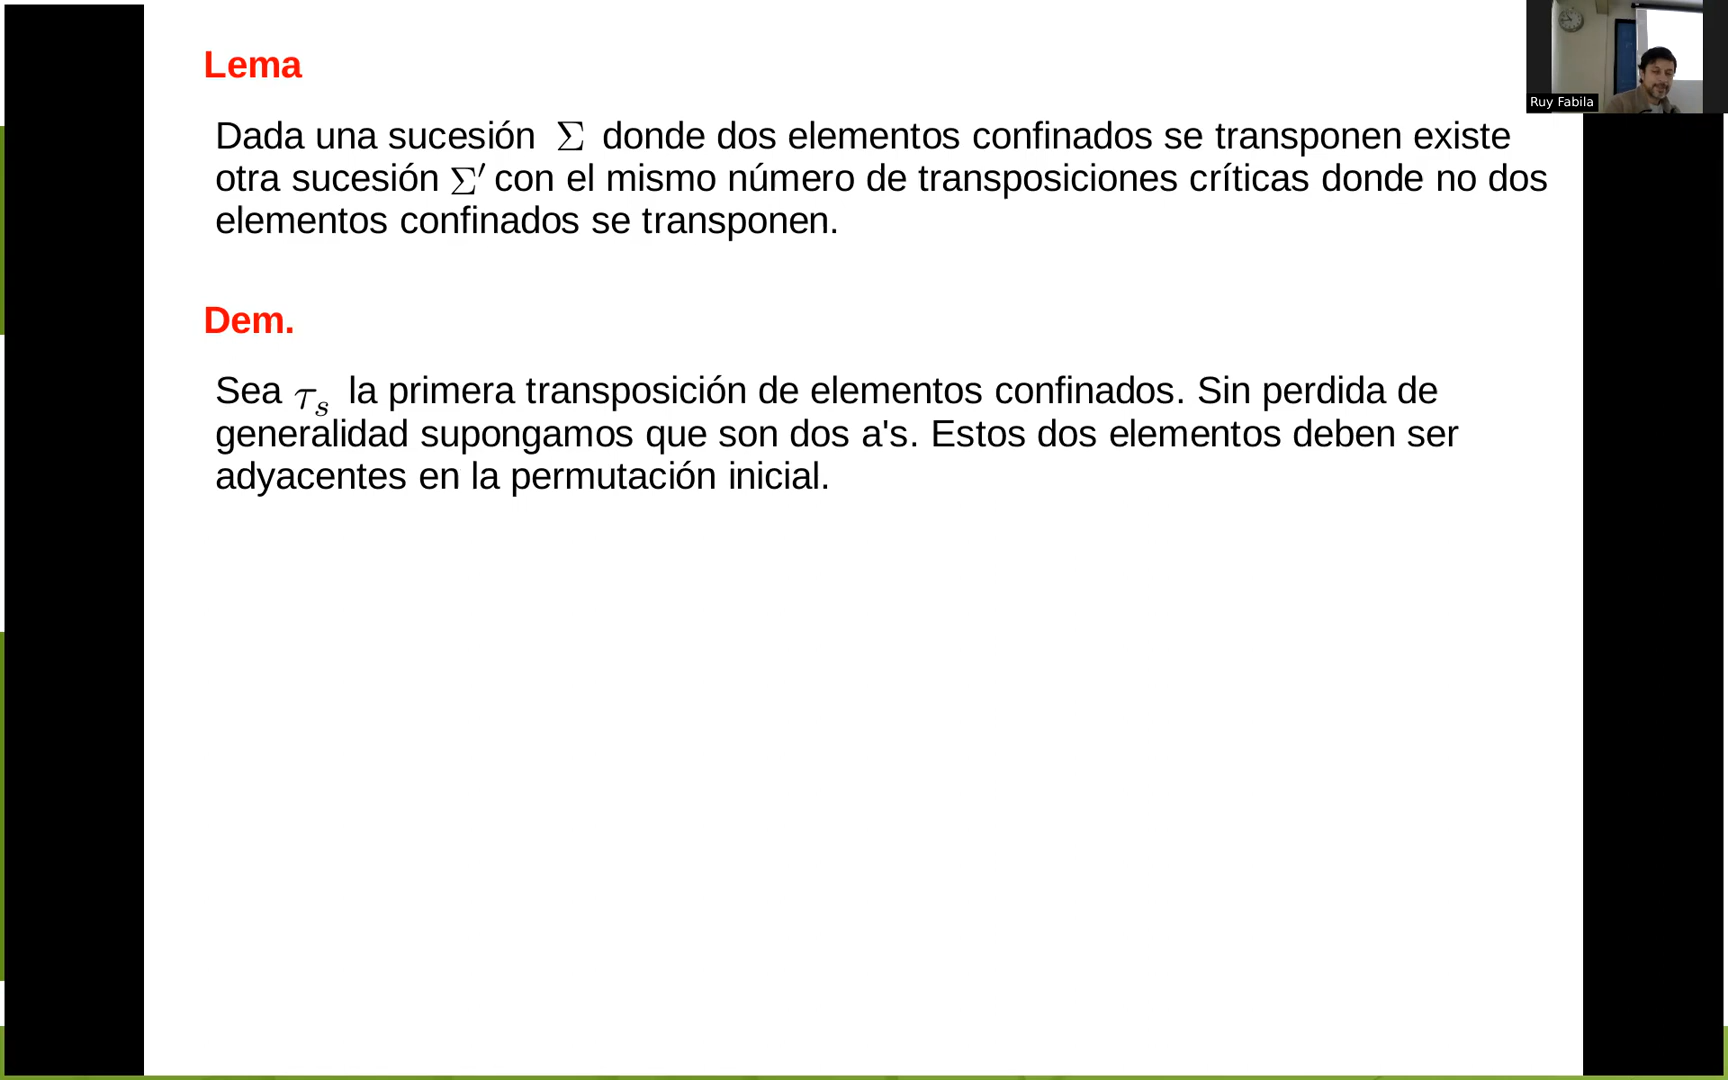 Lema
Dada una sucesión Σ donde dos elementos confinados se transponen existe
otra sucesión Σ′ con el mismo número de transposiciones críticas donde no dos
elementos confinados se transponen.
Dem.
Sea τ_s la primera transposición de elementos confinados. Sin perdida de
generalidad supongamos que son dos a's. Estos dos elementos deben ser
adyacentes en la permutación inicial.
Ruy Fabila